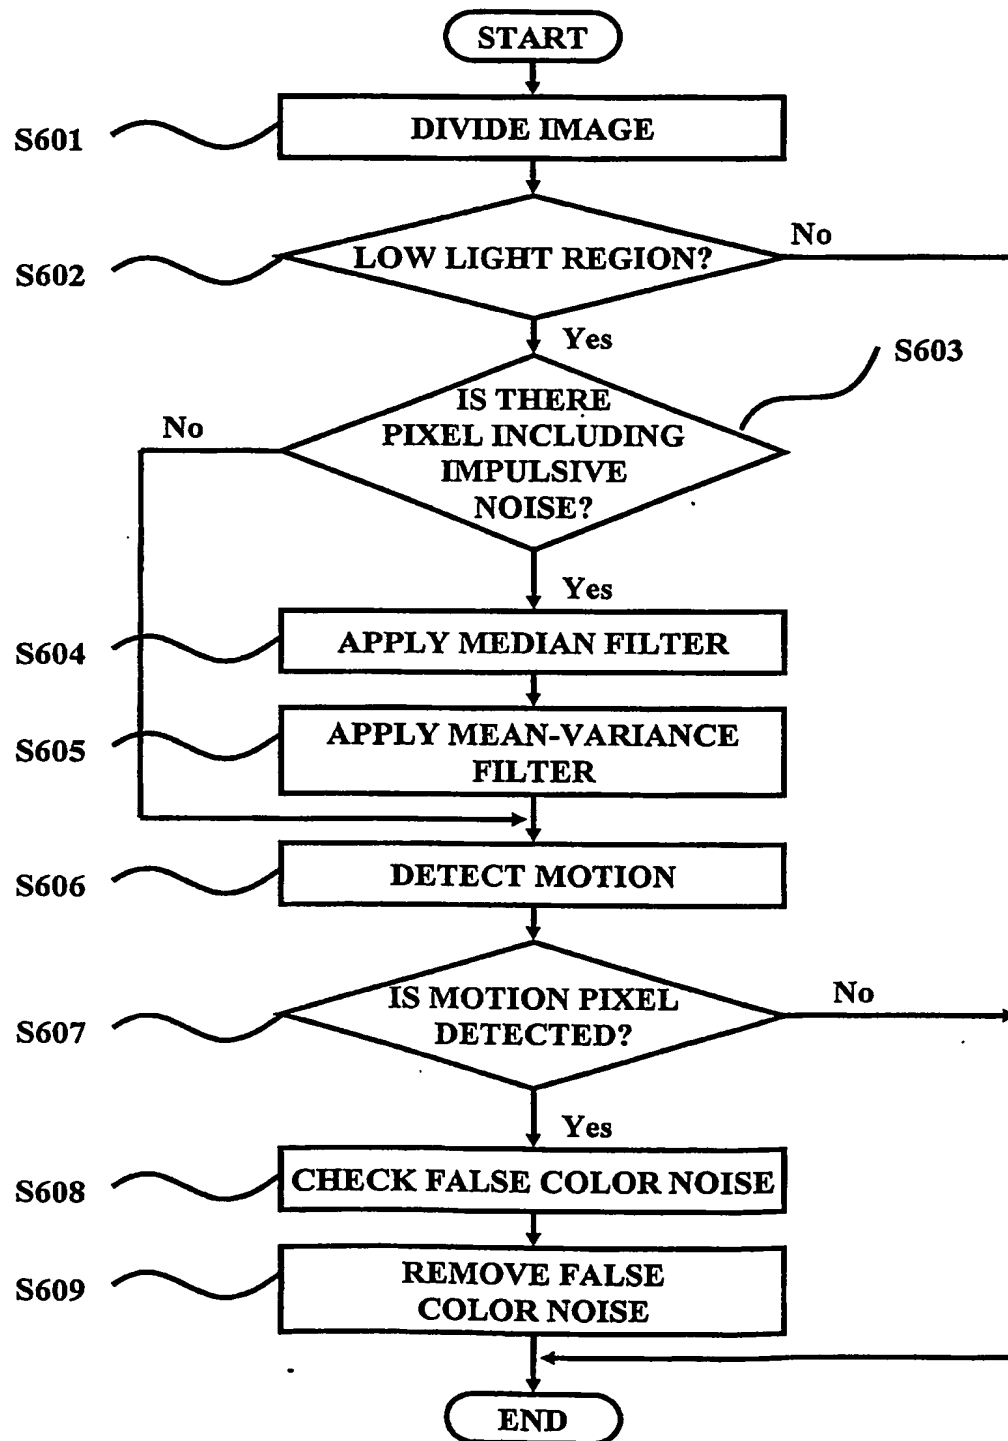 START
S601
DIVIDE IMAGE
S602
LOW LIGHT REGION?
No
Yes
S603
IS THERE
PIXEL INCLUDING
IMPULSIVE
NOISE?
No
Yes
S604
APPLY MEDIAN FILTER
S605
APPLY MEAN-VARIANCE
FILTER
S606
DETECT MOTION
S607
IS MOTION PIXEL
DETECTED?
No
Yes
S608
CHECK FALSE COLOR NOISE
S609
REMOVE FALSE
COLOR NOISE
END